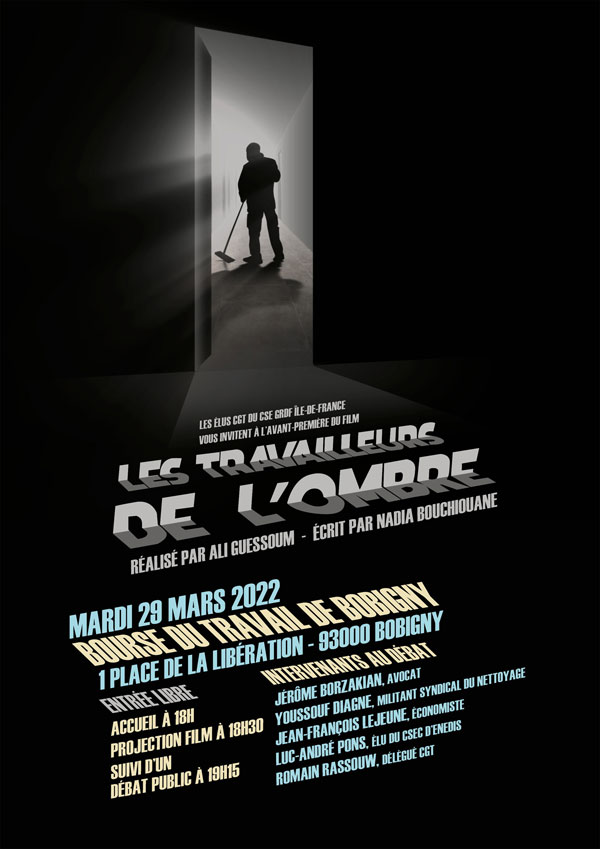 LES ÉLUS CGT DU CSE GRDF ÎLE-DE-FRANCE
VOUS INVITENT À L'AVANT-PREMIÈRE DU FILM
LES TRAVAILLEURS
DE L'OMBRE
RÉALISÉ PAR ALI GUESSOUM - ÉCRIT PAR NADIA BOUCHIOUANE
MARDI 29 MARS 2022
BOURSE DU TRAVAIL DE BOBIGNY
1 PLACE DE LA LIBÉRATION - 93000 BOBIGNY
ENTRÉE LIBRE
ACCUEIL À 18H
PROJECTION FILM À 18H30
SUIVI D'UN
DÉBAT PUBLIC À 19H15
INTERVENANTS AU DÉBAT
JÉRÔME BORZAKIAN, AVOCAT
YOUSSOUF DIAGNE, MILITANT SYNDICAL DU NETTOYAGE
JEAN-FRANÇOIS LEJEUNE, ÉCONOMISTE
LUC-ANDRÉ PONS, ÉLU DU CSEC D'ENEDIS
ROMAIN RASSOUW, DÉLÉGUÉ CGT